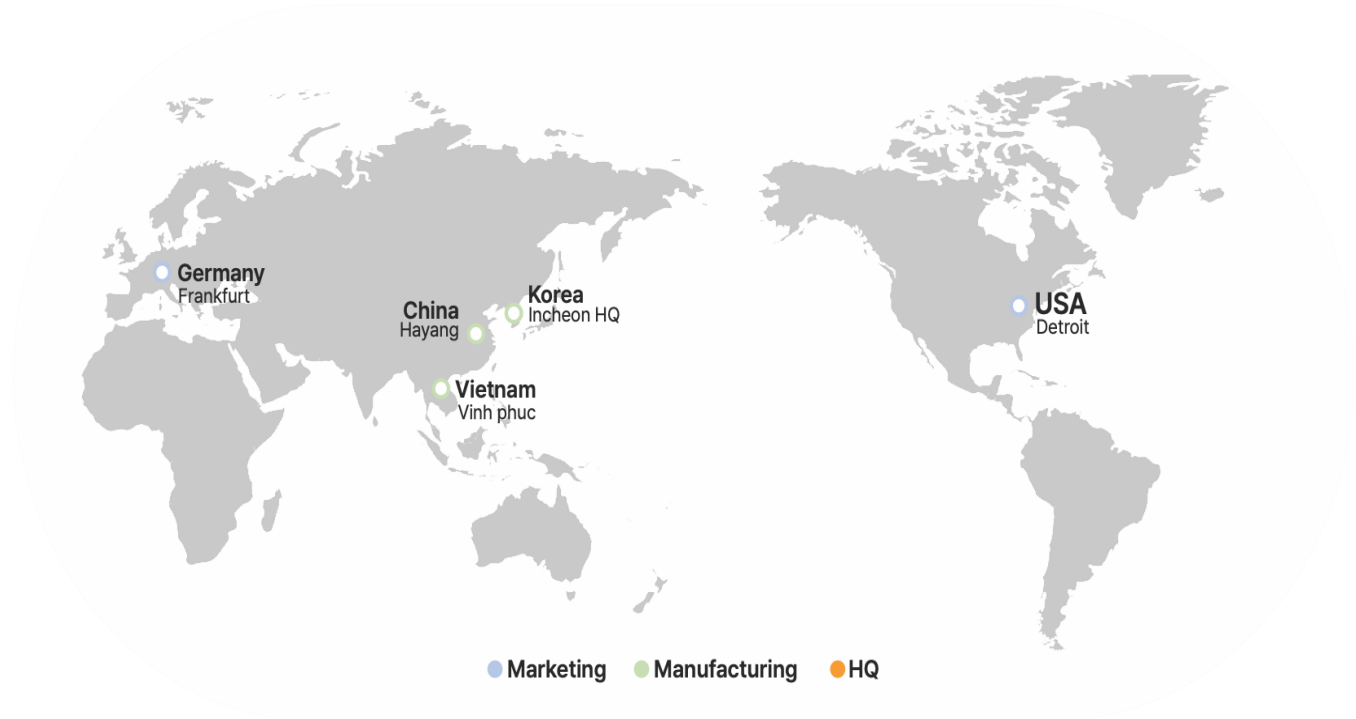 Germany
Frankfurt
China
Hayang
Korea
Incheon HQ
Vietnam
Vinh phuc
USA
Detroit
Marketing
Manufacturing
HQ